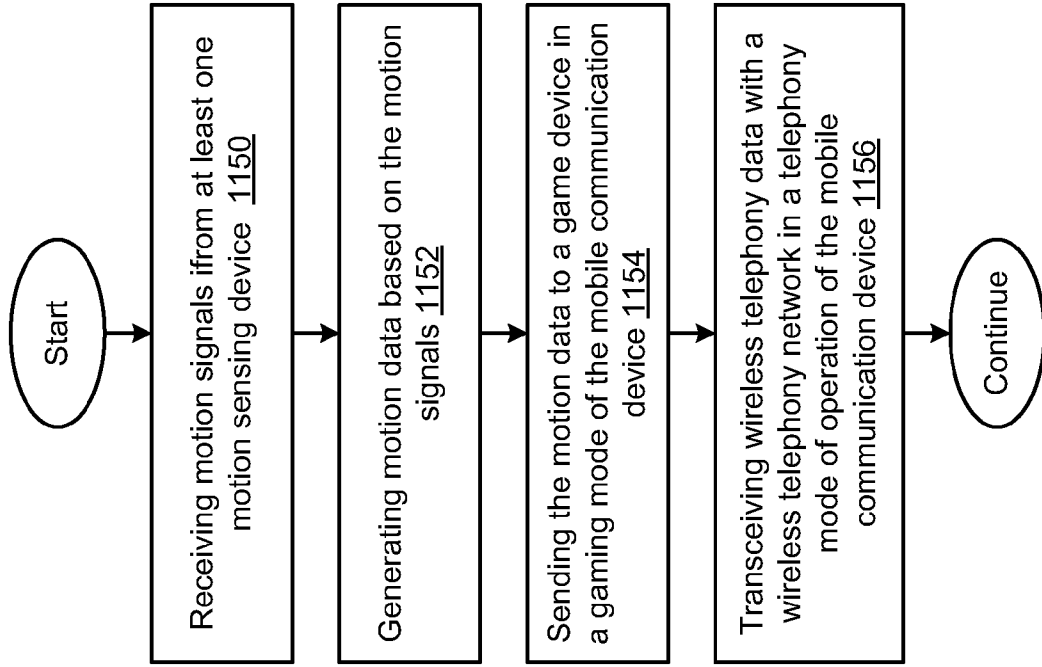 Start
Receiving motion signals ifrom at least one
motion sensing device 1150
Generating motion data based on the motion
signals 1152
Sending the motion data to a game device in
a gaming mode of the mobile communication
device 1154
Transceiving wireless telephony data with a
wireless telephony network in a telephony
mode of operation of the mobile
communication device 1156
Continue